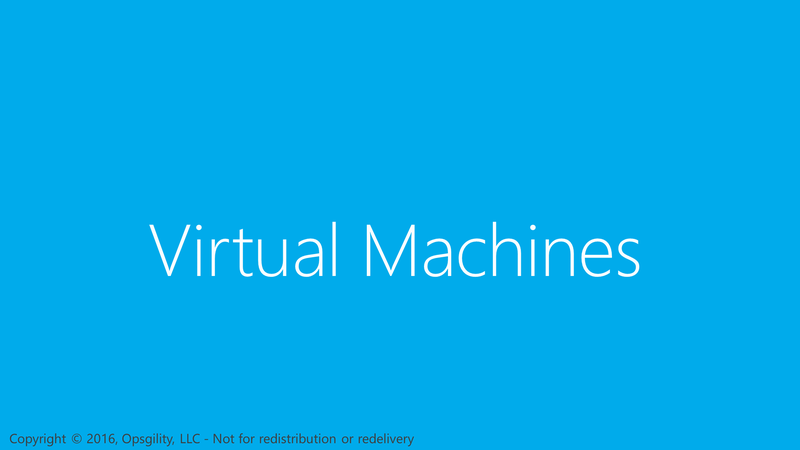 Virtual Machines
Copyright © 2016, Opsgility, LLC - Not for redistribution or redelivery